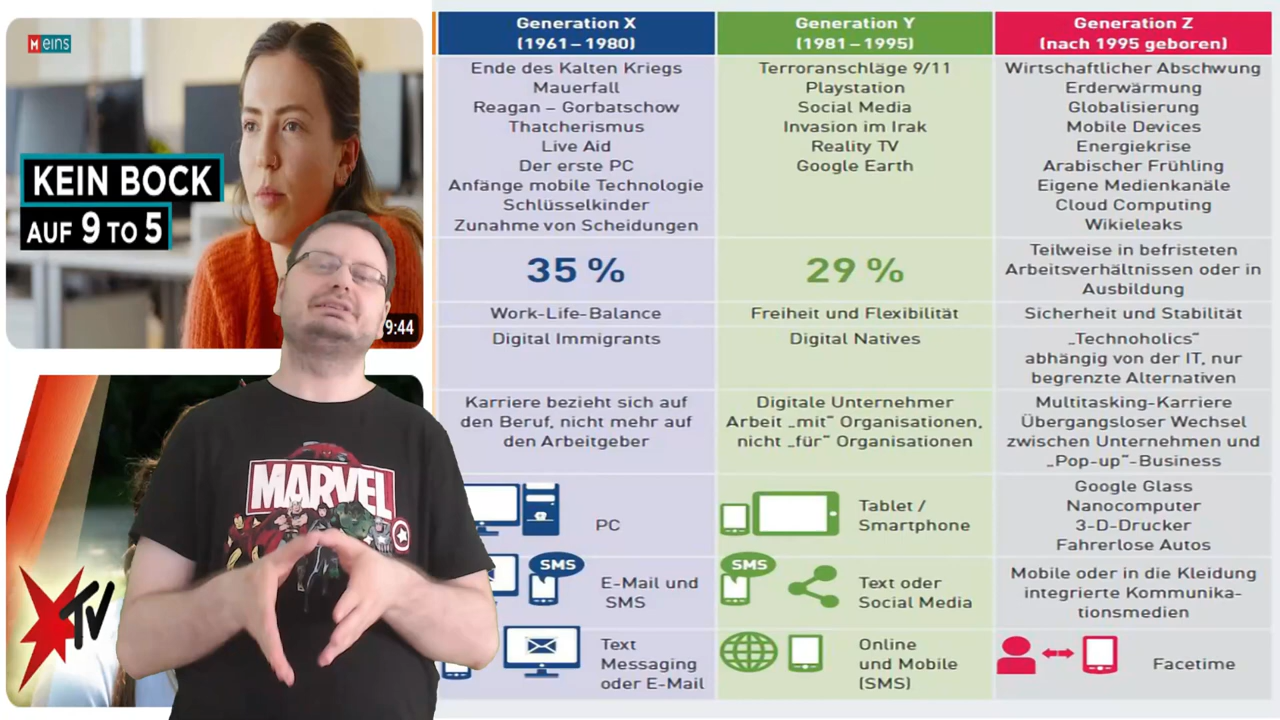 M eins
KEIN BOCK
AUF 9 TO 5
9:44
TV
MARVEL
Generation X
(1961–1980)
Ende des Kalten Kriegs
Mauerfall
Reagan – Gorbatschow
Thatcherismus
Live Aid
Der erste PC
Anfänge mobile Technologie
Schlüsselkinder
Zunahme von Scheidungen
35 %
Work-Life-Balance
Digital Immigrants
Karriere bezieht sich auf
den Beruf, nicht mehr auf
den Arbeitgeber
PC
SMS
E-Mail und
SMS
Text
Messaging
oder E-Mail
Generation Y
(1981–1995)
Terroranschläge 9/11
Playstation
Social Media
Invasion im Irak
Reality TV
Google Earth
29 %
Freiheit und Flexibilität
Digital Natives
Digitale Unternehmer
Arbeit „mit" Organisationen,
nicht „für" Organisationen
Tablet /
Smartphone
SMS
Text oder
Social Media
Online
und Mobile
(SMS)
Generation Z
(nach 1995 geboren)
Wirtschaftlicher Abschwung
Erderwärmung
Globalisierung
Mobile Devices
Energiekrise
Arabischer Frühling
Eigene Medienkanäle
Cloud Computing
Wikieleaks
Teilweise in befristeten
Arbeitsverhältnissen oder in
Ausbildung
Sicherheit und Stabilität
„Technoholics"
abhängig von der IT, nur
begrenzte Alternativen
Multitasking-Karriere
Übergangsloser Wechsel
zwischen Unternehmen und
„Pop-up"-Business
Google Glass
Nanocomputer
3-D-Drucker
Fahrerlose Autos
Mobile oder in die Kleidung
integrierte Kommunika-
tionsmedien
Facetime